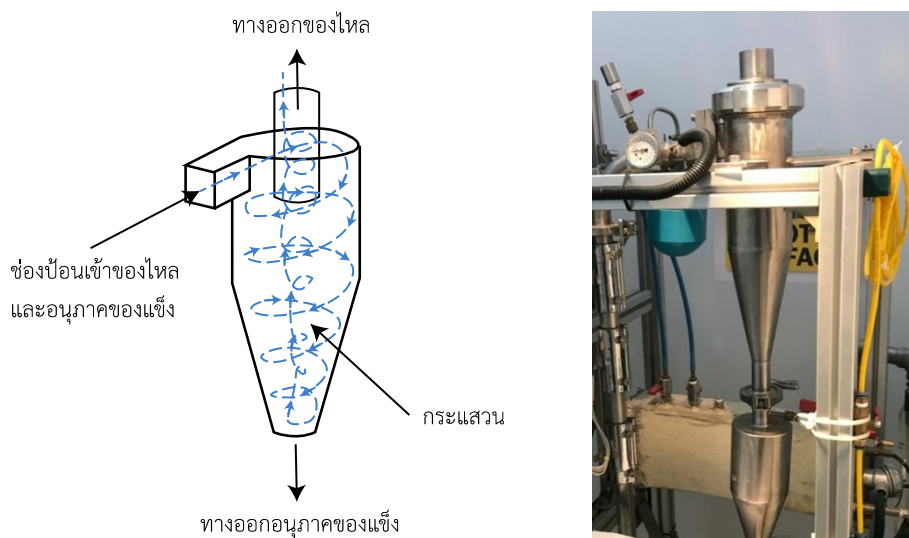 ทางออกของไหล
ช่องป้อนเข้าของไหล
และอนุภาคของแข็ง
กระแสวน
ทางออกอนุภาคของแข็ง